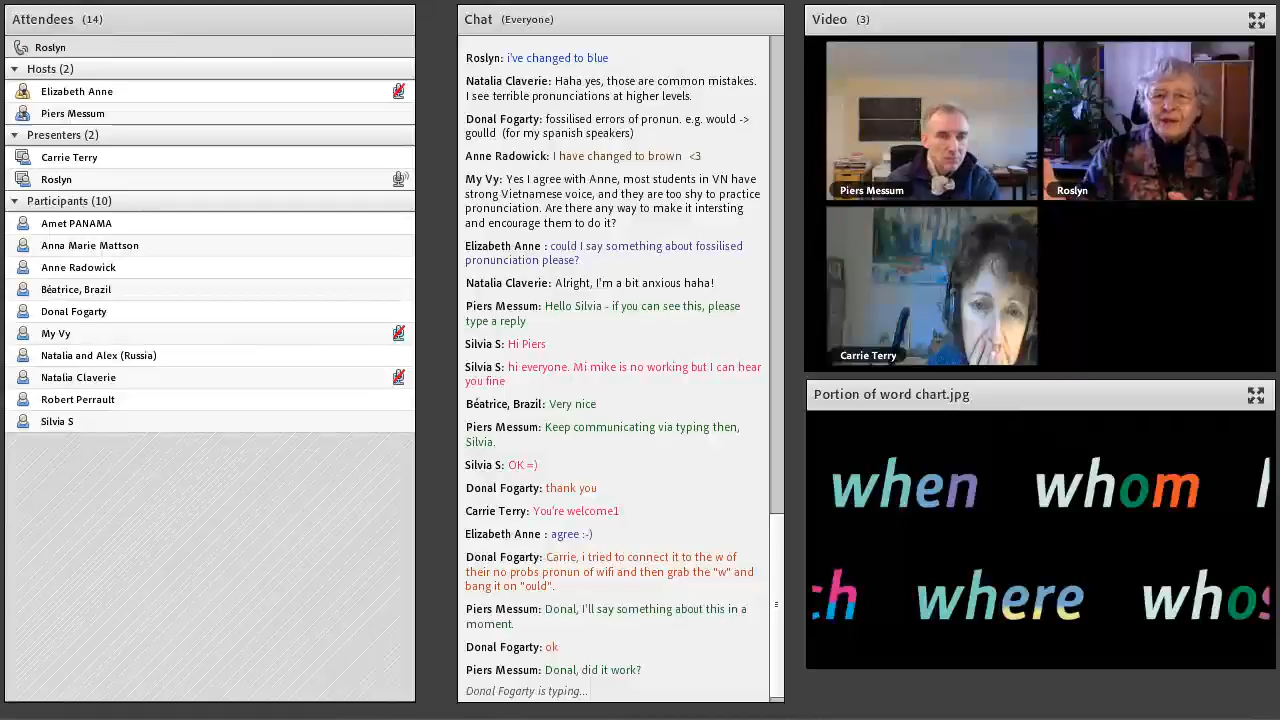 Attendees (14)
Roslyn
Hosts (2)
Elizabeth Anne
Piers Messum
Presenters (2)
Carrie Terry
Roslyn
Participants (10)
Amet PANAMA
Anna Marie Mattson
Anne Radowick
Béatrice, Brazil
Donal Fogarty
My Vy
Natalia and Alex (Russia)
Natalia Claverie
Robert Perrault
Silvia S
Chat (Everyone)
Roslyn: i've changed to blue
Natalia Claverie: Haha yes, those are common mistakes.
I see terrible pronunciations at higher levels.
Donal Fogarty: fossilised errors of pronun. e.g. would ->
goulld (for my spanish speakers)
Anne Radowick: I have changed to brown <3
My Vy: Yes I agree with Anne, most students in VN have
strong Vietnamese voice, and they are too shy to practice
pronunciation. Are there any way to make it intersting
and encourage them to do it?
Elizabeth Anne : could I say something about fossilised
pronunciation please?
Natalia Claverie: Alright, I'm a bit anxious haha!
Piers Messum: Hello Silvia - if you can see this, please
type a reply
Silvia S: Hi Piers
Silvia S: hi everyone. Mi mike is no working but I can hear
you fine
Béatrice, Brazil: Very nice
Piers Messum: Keep communicating via typing then,
Silvia.
Silvia S: OK =)
Donal Fogarty: thank you
Carrie Terry: You're welcome1
Elizabeth Anne : agree :-)
Donal Fogarty: Carrie, i tried to connect it to the w of
their no probs pronun of wifi and then grab the "w" and
bang it on "ould".
Piers Messum: Donal, I'll say something about this in a
moment.
Donal Fogarty: ok
Piers Messum: Donal, did it work?
Donal Fogarty is typing...
Video (3)
Piers Messum
Roslyn
Carrie Terry
Portion of word chart.jpg
when whom
ch where whos